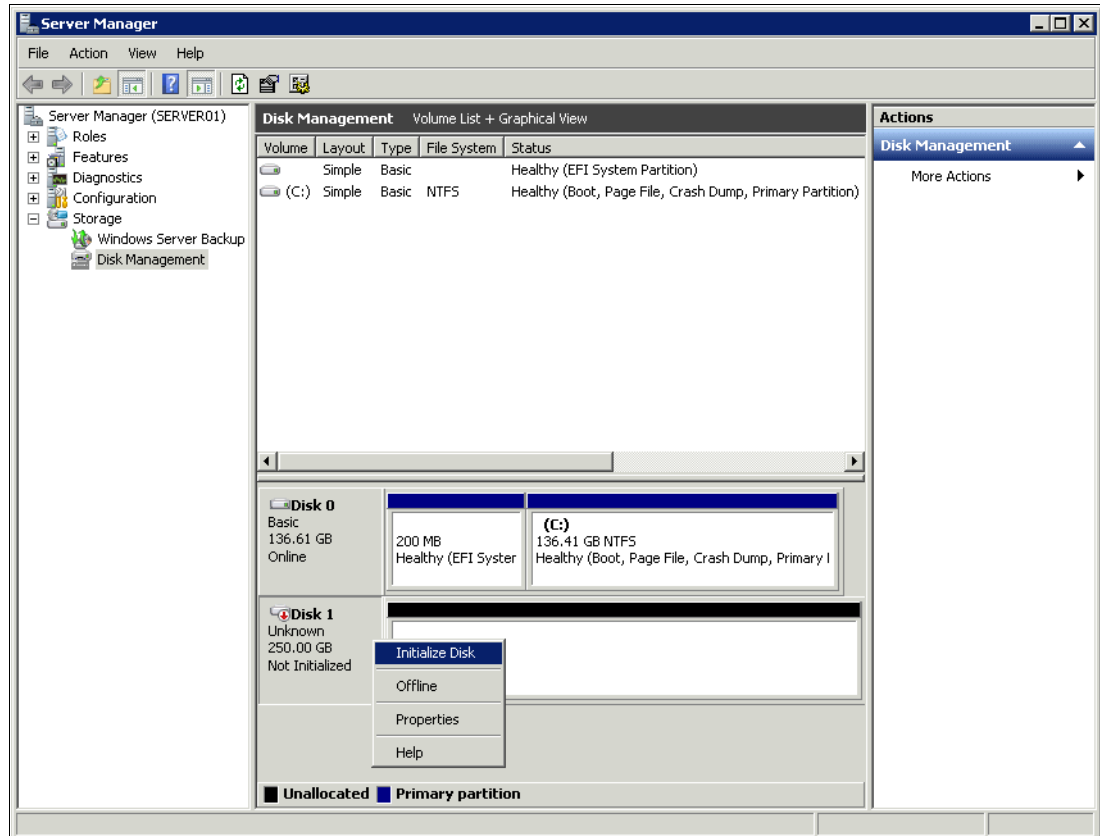 Server Manager
File Action View Help
Server Manager (SERVER01)
Roles
Features
Diagnostics
Configuration
Storage
Windows Server Backup
Disk Management
Disk Management Volume List + Graphical View
Volume Layout Type File System Status
Simple Basic Healthy (EFI System Partition)
(C:) Simple Basic NTFS Healthy (Boot, Page File, Crash Dump, Primary Partition)
Disk 0
Basic
136.61 GB
Online
200 MB
Healthy (EFI Syster
(C:)
136.41 GB NTFS
Healthy (Boot, Page File, Crash Dump, Primary I
Disk 1
Unknown
250.00 GB
Not Initialized
Initialize Disk
Offline
Properties
Help
Unallocated Primary partition
Actions
Disk Management
More Actions